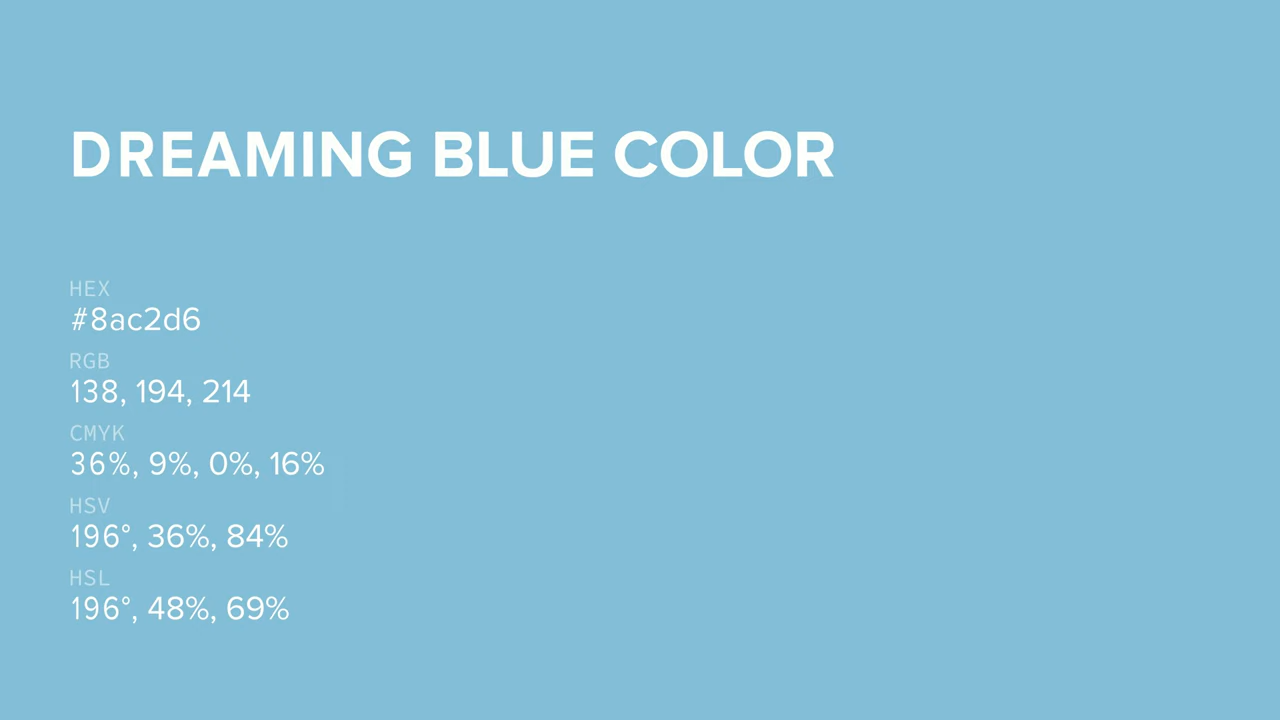 DREAMING BLUE COLOR
HEX
#8ac2d6
RGB
138, 194, 214
CMYK
36%, 9%, 0%, 16%
HSV
196°, 36%, 84%
HSL
196°, 48%, 69%